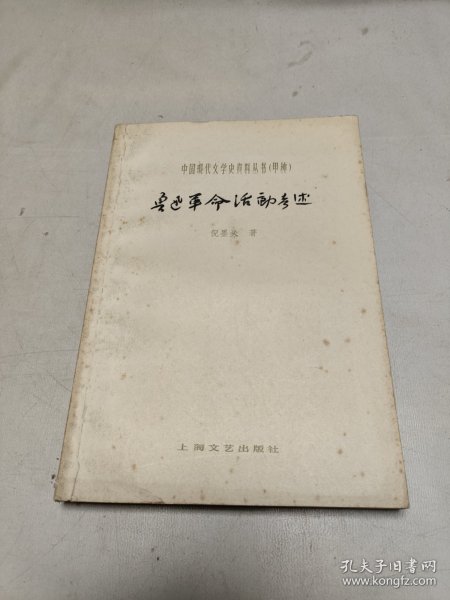 中国现代文学史资料丛书(甲种)
鲁迅革命活动考述
倪墨炎 著
上海文艺出版社
孔夫子旧书网
www.kongfz.com